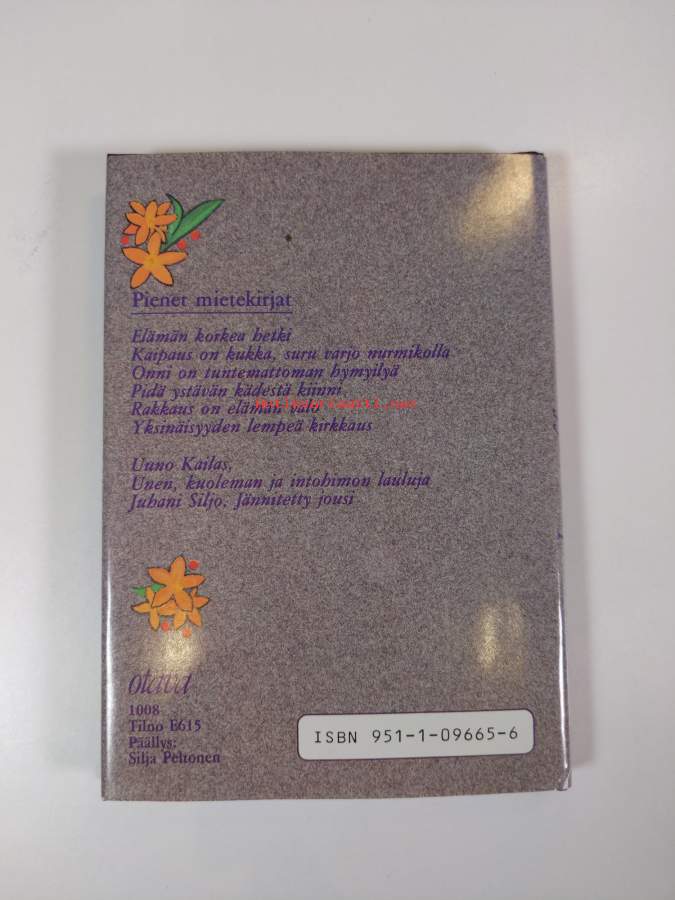 Pienet mietekirjat
Elämän korkea hetki
Kaipaus on kukka, suru varjo nurmikolla
Onni on tuntemattoman hymyilyä
Pidä ystävän kädestä kiinni
Rakkaus on elämän valo
Yksinäisyyden lempeä kirkkaus
Uuno Kailas,
Unen, kuoleman ja intohimon lauluja
Juhani Siljo, Jännitetty jousi
otava
1008
Tilno E615
Päällys:
Silja Peltonen
ISBN 951-1-09665-6